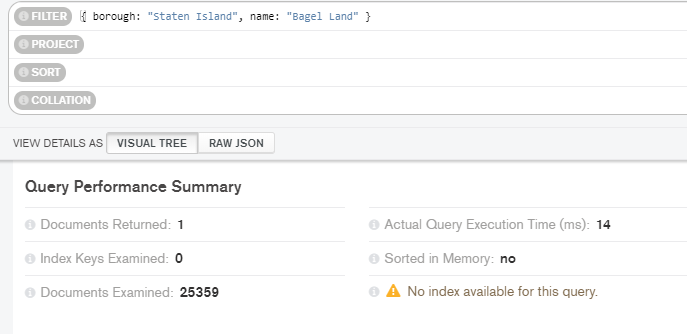 FILTER { borough: "Staten Island", name: "Bagel Land" }
PROJECT
SORT
COLLATION
VIEW DETAILS AS VISUAL TREE RAW JSON
Query Performance Summary
Documents Returned: 1 Actual Query Execution Time (ms): 14
Index Keys Examined: 0 Sorted in Memory: no
Documents Examined: 25359 No index available for this query.